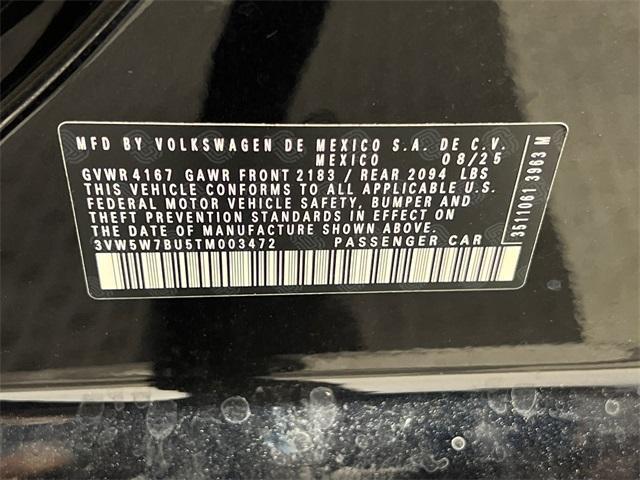 MFD BY VOLKSWAGEN DE MEXICO S.A. DE C.V.
MEXICO 08/25
GVWR 4167 GAWR FRONT 2183 / REAR 2094 LBS
THIS VEHICLE CONFORMS TO ALL APPLICABLE U.S.
FEDERAL MOTOR VEHICLE SAFETY, BUMPER AND
THEFT PREVENTION STANDARDS IN EFFECT ON
THE DATE OF MANUFACTURE SHOWN ABOVE.
3VW5W7BU5TM003472 PASSENGER CAR
3511061 3963 M